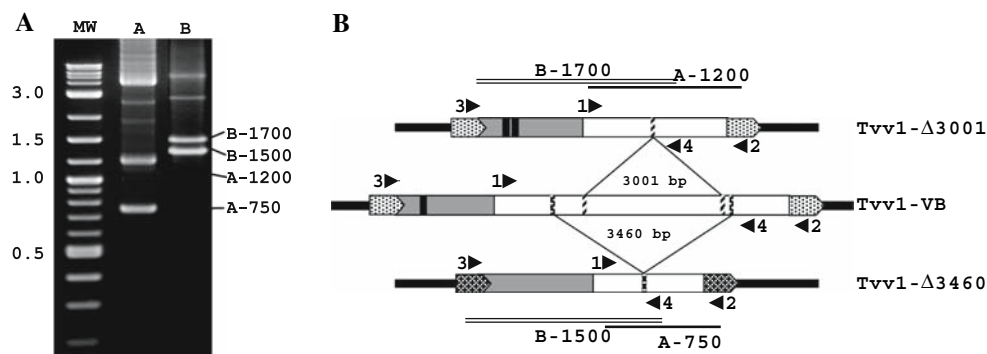 A
MW A B
3.0
1.5
1.0
0.5
B-1700
B-1500
A-1200
A-750
B
B-1700
A-1200
3 1
4 2
Tvv1-Δ3001
3001 bp
3 1
4 2
Tvv1-VB
3460 bp
3 1
4 2
Tvv1-Δ3460
B-1500
A-750